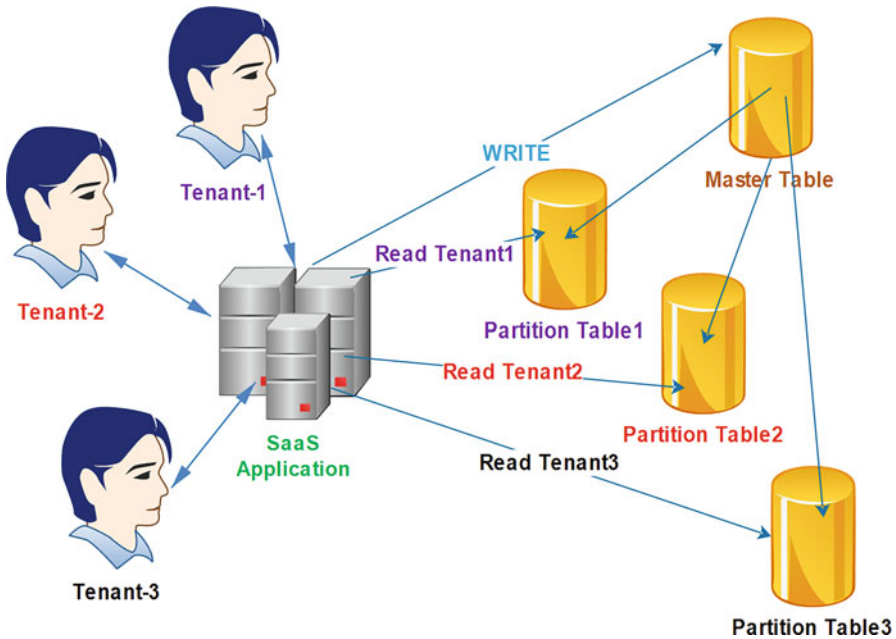 WRITE
Master Table
Tenant-1
Read Tenant1
Partition Table1
Tenant-2
Read Tenant2
Partition Table2
SaaS
Application
Read Tenant3
Tenant-3
Partition Table3